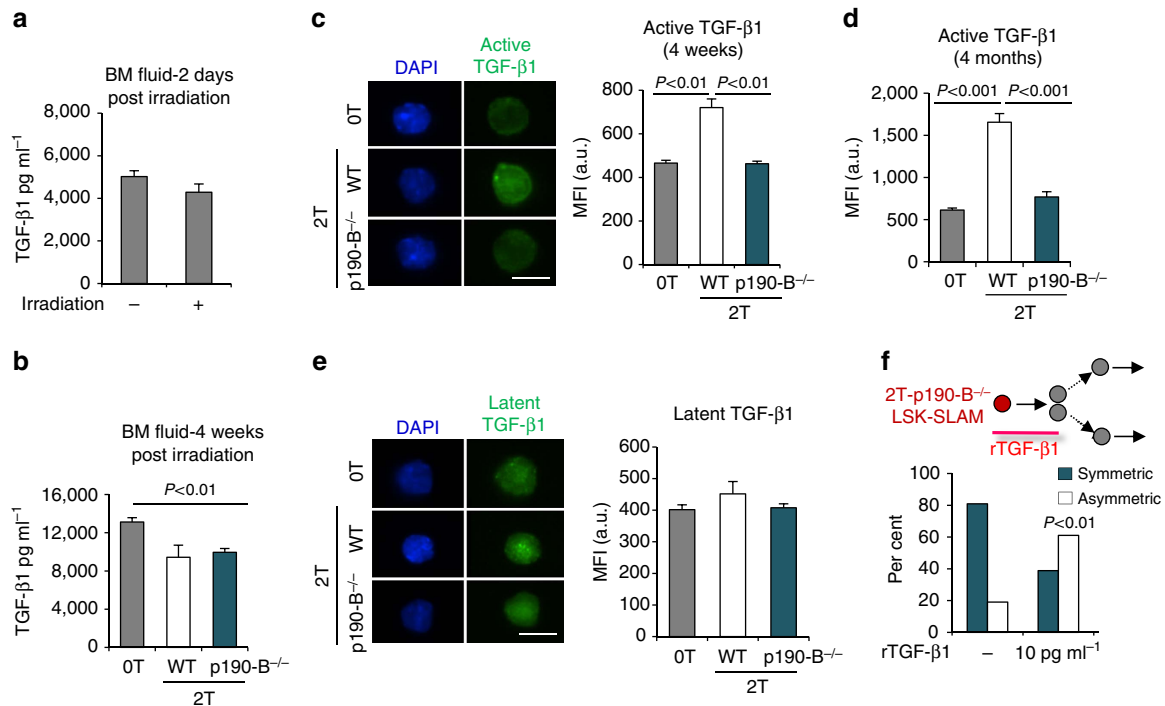 a
BM fluid-2 days
post irradiation
TGF-β1 pg ml⁻¹
8,000
6,000
4,000
2,000
0
Irradiation – +
b
BM fluid-4 weeks
post irradiation
TGF-β1 pg ml⁻¹
P<0.01
16,000
12,000
8,000
4,000
0
0T WT p190-B⁻/⁻
2T
c
DAPI
Active
TGF-β1
0T
WT
p190-B⁻/⁻
2T
Active TGF-β1
(4 weeks)
P<0.01 P<0.01
MFI (a.u.)
800
600
400
200
0
0T WT p190-B⁻/⁻
2T
d
Active TGF-β1
(4 months)
P<0.001 P<0.001
MFI (a.u.)
2,000
1,500
1,000
500
0
0T WT p190-B⁻/⁻
2T
e
DAPI
Latent
TGF-β1
0T
WT
p190-B⁻/⁻
2T
Latent TGF-β1
MFI (a.u.)
600
500
400
300
200
100
0
0T WT p190-B⁻/⁻
2T
f
2T-p190-B⁻/⁻
LSK-SLAM
rTGF-β1
Symmetric
Asymmetric
P<0.01
Per cent
100
80
60
40
20
0
rTGF-β1 – 10 pg ml⁻¹